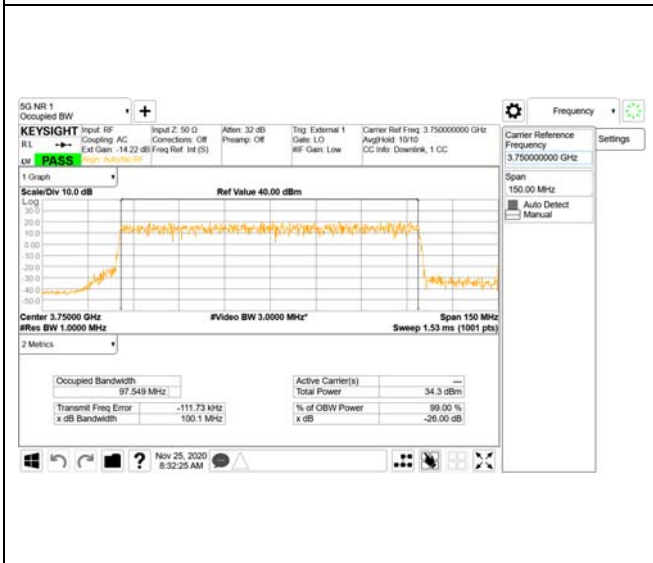 5G NR 1
Occupied BW
Frequency
KEYSIGHT Input: RF Input Z: 50 Ω Atten: 32 dB Trig: External 1 Carrier Ref Freq: 3.750000000 GHz
RL Coupling: AC Corrections: Off Preamp: Off Gate: LO Avg|Hold: 10/10
Ext Gain: -14.22 dB Freq Ref: Int (S) #IF Gain: Low CC Info: Downlink, 1 CC
PASS Align: Auto/No RF
Carrier Reference
Frequency
3.750000000 GHz
Settings
Span
150.00 MHz
Auto Detect
Manual
1 Graph
Scale/Div 10.0 dB Ref Value 40.00 dBm
Log
30.0
20.0
10.0
0.00
-10.0
-20.0
-30.0
-40.0
-50.0
Center 3.75000 GHz #Video BW 3.0000 MHz* Span 150 MHz
#Res BW 1.0000 MHz Sweep 1.53 ms (1001 pts)
2 Metrics
Occupied Bandwidth Active Carrier(s) ---
97.549 MHz Total Power 34.3 dBm
Transmit Freq Error -111.73 kHz % of OBW Power 99.00 %
x dB Bandwidth 100.1 MHz x dB -26.00 dB
Nov 25, 2020
8:32:25 AM